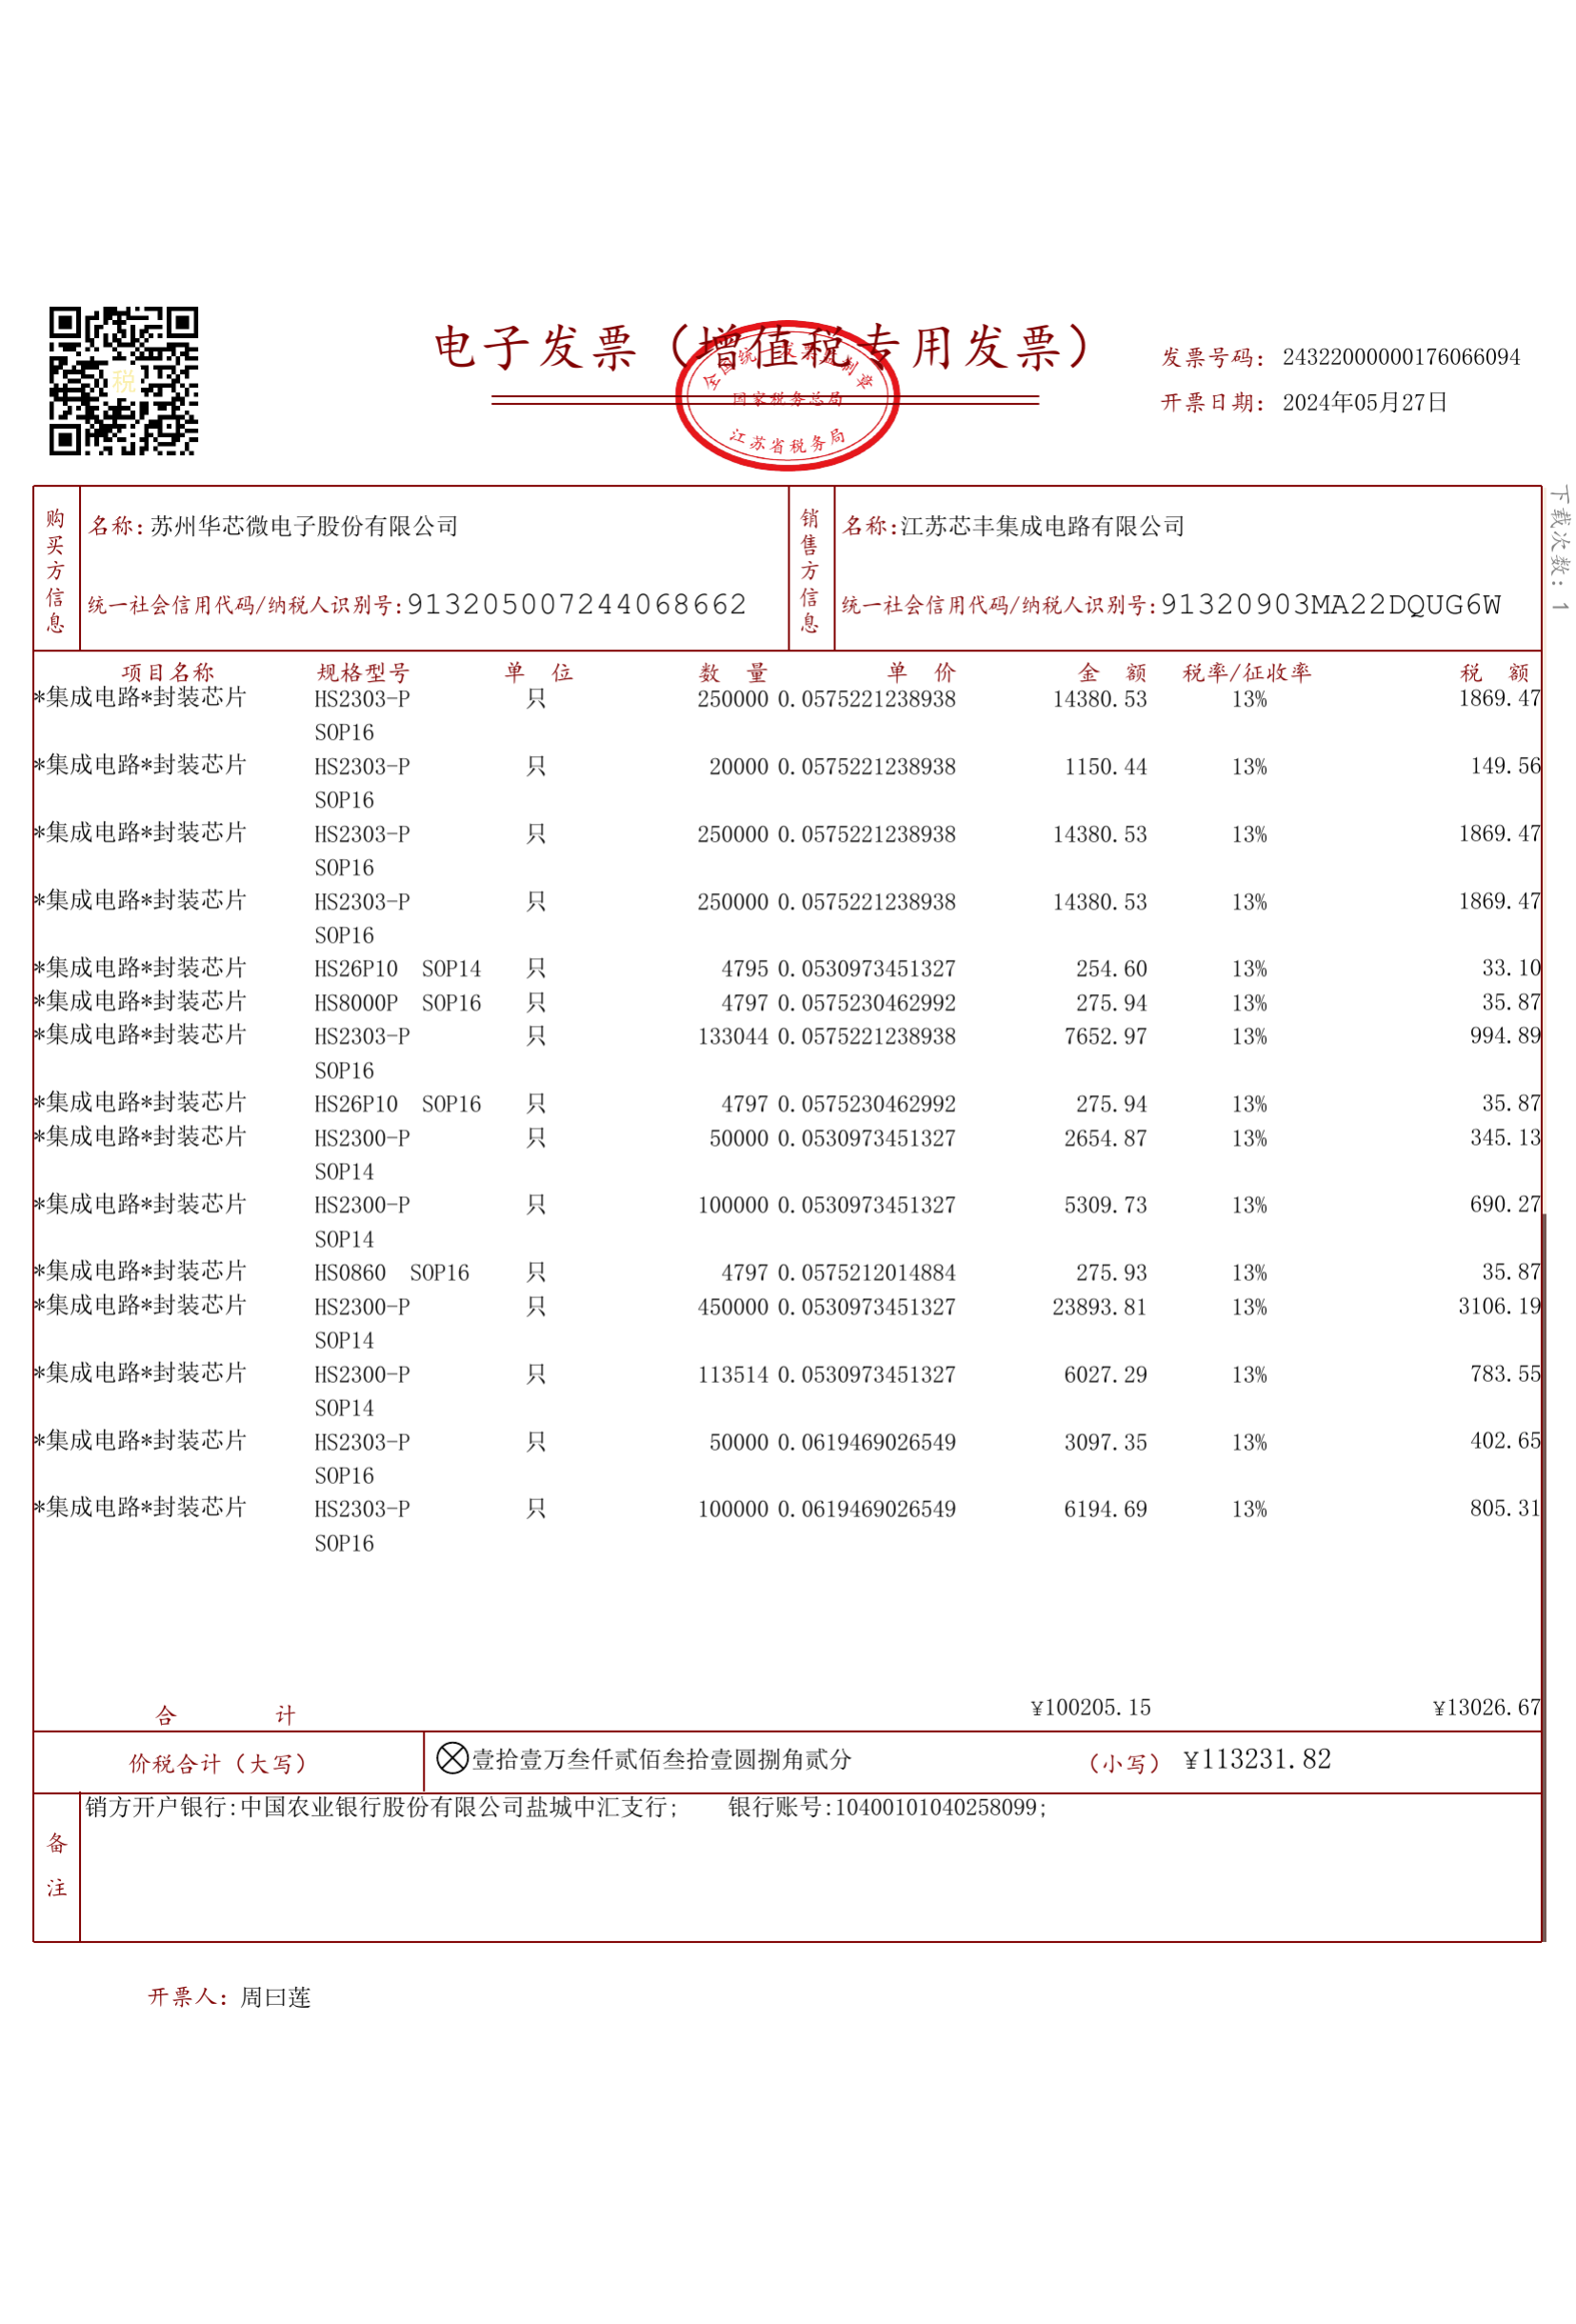 电子发票（增值税专用发票）
全国统一发票监制章
国家税务总局
江苏省税务局
税
发票号码：24322000000176066094
开票日期：2024年05月27日
下载次数：1
购买方信息
名称：苏州华芯微电子股份有限公司
统一社会信用代码/纳税人识别号：913205007244068662
销售方信息
名称：江苏芯丰集成电路有限公司
统一社会信用代码/纳税人识别号：91320903MA22DQUG6W
项目名称 规格型号 单 位 数 量 单 价 金 额 税率/征收率 税 额
*集成电路*封装芯片 HS2303-P 只 250000 0.0575221238938 14380.53 13% 1869.47
SOP16
*集成电路*封装芯片 HS2303-P 只 20000 0.0575221238938 1150.44 13% 149.56
SOP16
*集成电路*封装芯片 HS2303-P 只 250000 0.0575221238938 14380.53 13% 1869.47
SOP16
*集成电路*封装芯片 HS2303-P 只 250000 0.0575221238938 14380.53 13% 1869.47
SOP16
*集成电路*封装芯片 HS26P10 SOP14 只 4795 0.0530973451327 254.60 13% 33.10
*集成电路*封装芯片 HS8000P SOP16 只 4797 0.0575230462992 275.94 13% 35.87
*集成电路*封装芯片 HS2303-P 只 133044 0.0575221238938 7652.97 13% 994.89
SOP16
*集成电路*封装芯片 HS26P10 SOP16 只 4797 0.0575230462992 275.94 13% 35.87
*集成电路*封装芯片 HS2300-P 只 50000 0.0530973451327 2654.87 13% 345.13
SOP14
*集成电路*封装芯片 HS2300-P 只 100000 0.0530973451327 5309.73 13% 690.27
SOP14
*集成电路*封装芯片 HS0860 SOP16 只 4797 0.0575212014884 275.93 13% 35.87
*集成电路*封装芯片 HS2300-P 只 450000 0.0530973451327 23893.81 13% 3106.19
SOP14
*集成电路*封装芯片 HS2300-P 只 113514 0.0530973451327 6027.29 13% 783.55
SOP14
*集成电路*封装芯片 HS2303-P 只 50000 0.0619469026549 3097.35 13% 402.65
SOP16
*集成电路*封装芯片 HS2303-P 只 100000 0.0619469026549 6194.69 13% 805.31
SOP16
合 计 ¥100205.15 ¥13026.67
价税合计（大写） 壹拾壹万叁仟贰佰叁拾壹圆捌角贰分 （小写） ¥113231.82
备注
销方开户银行:中国农业银行股份有限公司盐城中汇支行; 银行账号:10400101040258099;
开票人：周曰莲